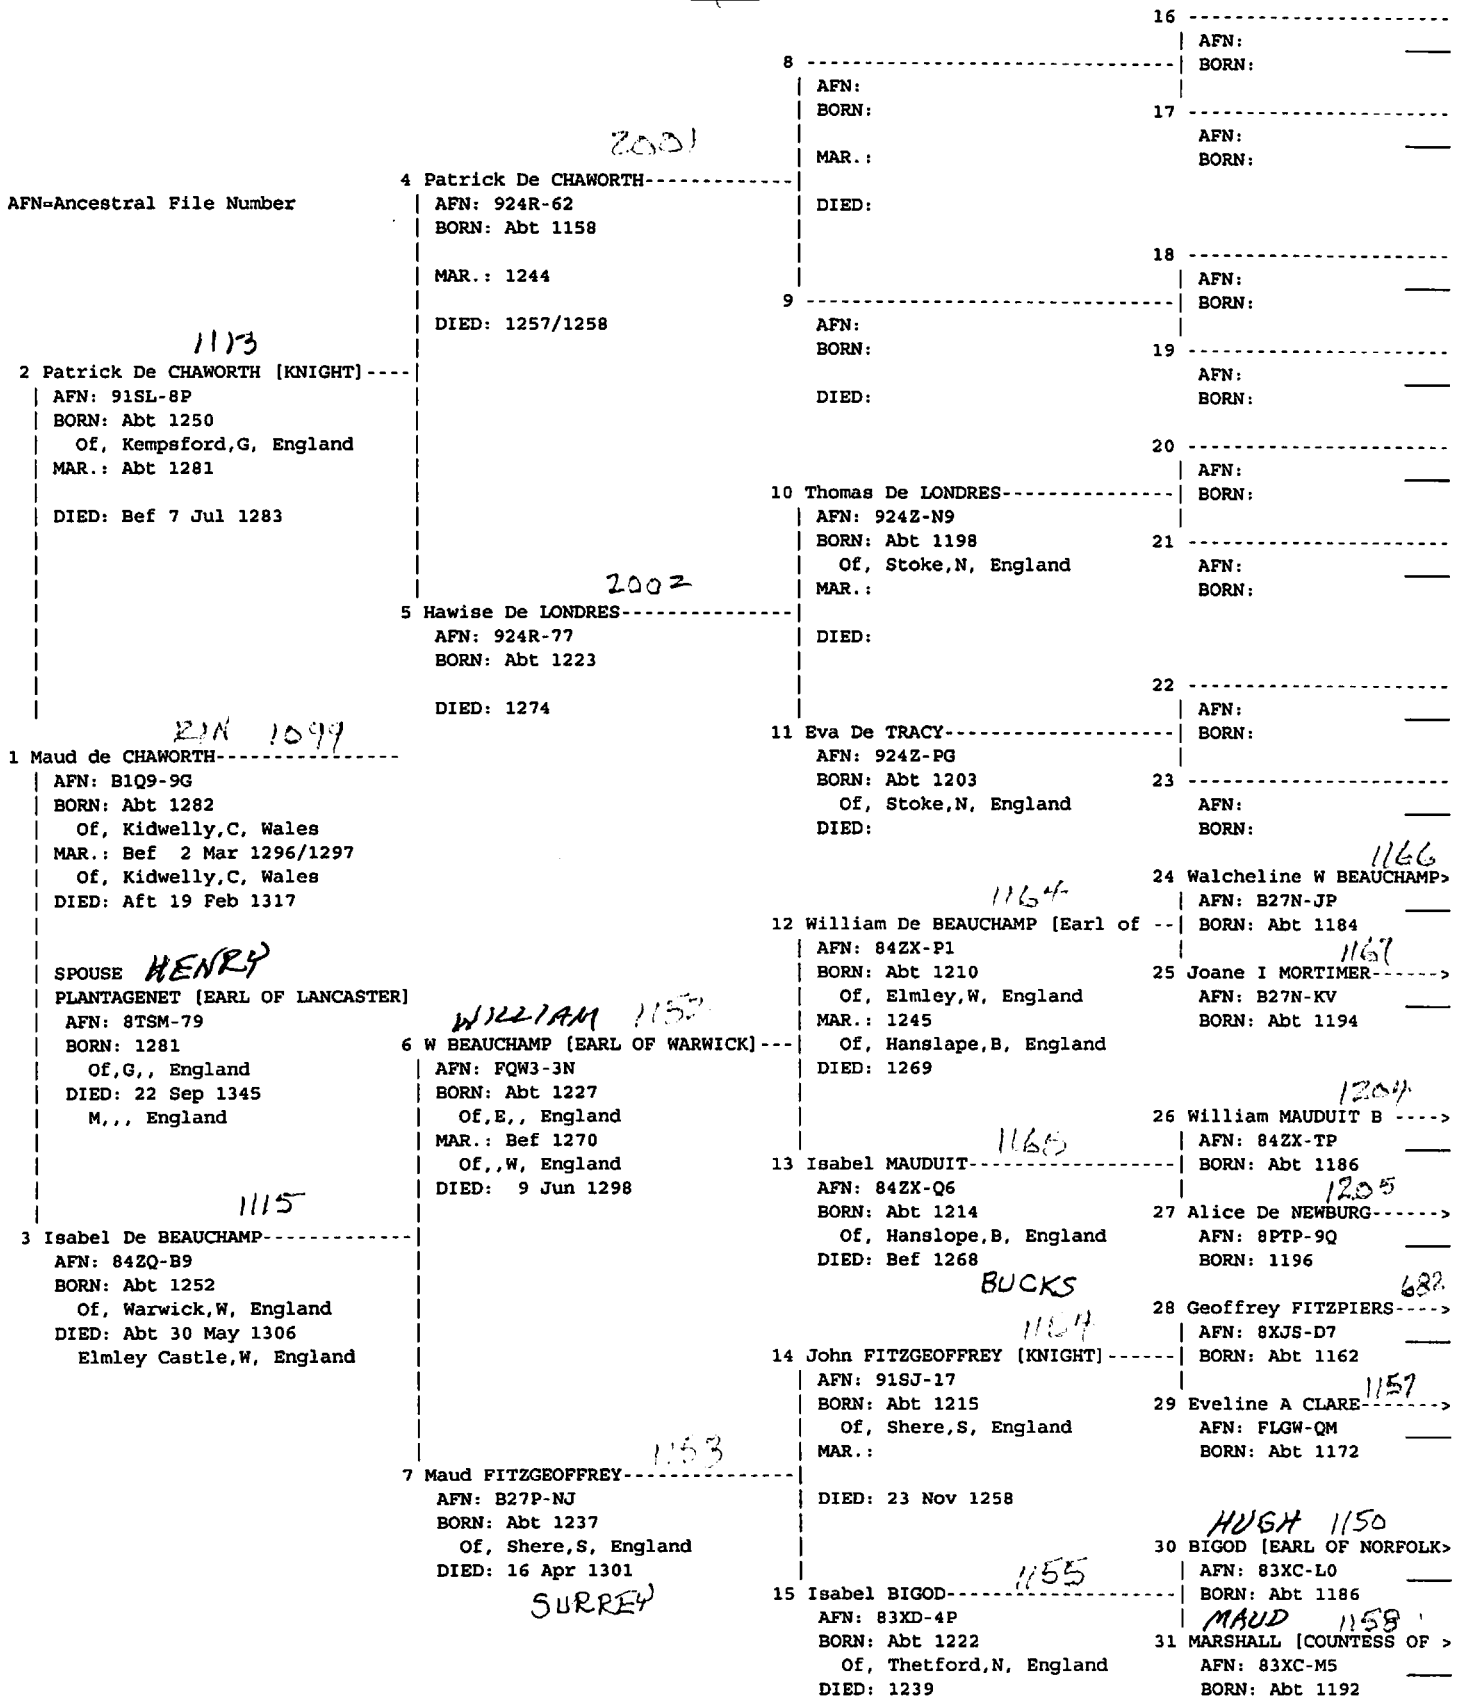 AFN=Ancestral File Number
RIN 1099
1 Maud de CHAWORTH
AFN: B1Q9-9G
BORN: Abt 1282
Of, Kidwelly,C, Wales
MAR.: Bef 2 Mar 1296/1297
Of, Kidwelly,C, Wales
DIED: Aft 19 Feb 1317
SPOUSE HENRY
PLANTAGENET [EARL OF LANCASTER]
AFN: 8TSM-79
BORN: 1281
Of,G,, England
DIED: 22 Sep 1345
M,,, England
1113
2 Patrick De CHAWORTH [KNIGHT]
AFN: 91SL-8P
BORN: Abt 1250
Of, Kempsford,G, England
MAR.: Abt 1281
DIED: Bef 7 Jul 1283
1115
3 Isabel De BEAUCHAMP
AFN: 84ZQ-B9
BORN: Abt 1252
Of, Warwick,W, England
DIED: Abt 30 May 1306
Elmley Castle,W, England
2001
4 Patrick De CHAWORTH
AFN: 924R-62
BORN: Abt 1158
MAR.: 1244
DIED: 1257/1258
2002
5 Hawise De LONDRES
AFN: 924R-77
BORN: Abt 1223
DIED: 1274
WILLIAM
6 W BEAUCHAMP [EARL OF WARWICK]
AFN: FQW3-3N
BORN: Abt 1227
Of,E,, England
MAR.: Bef 1270
Of,,W, England
DIED: 9 Jun 1298
1153
7 Maud FITZGEOFFREY
AFN: B27P-NJ
BORN: Abt 1237
Of, Shere,S, England
DIED: 16 Apr 1301
SURREY
8
AFN:
BORN:
MAR.:
DIED:
9
AFN:
BORN:
DIED:
10 Thomas De LONDRES
AFN: 924Z-N9
BORN: Abt 1198
Of, Stoke,N, England
MAR.:
DIED:
11 Eva De TRACY
AFN: 924Z-PG
BORN: Abt 1203
Of, Stoke,N, England
DIED:
1164
12 William De BEAUCHAMP [Earl of
AFN: 84ZX-P1
BORN: Abt 1210
Of, Elmley,W, England
MAR.: 1245
Of, Hanslape,B, England
DIED: 1269
1165
13 Isabel MAUDUIT
AFN: 84ZX-Q6
BORN: Abt 1214
Of, Hanslope,B, England
DIED: Bef 1268
BUCKS
14 John FITZGEOFFREY [KNIGHT]
AFN: 91SJ-17
BORN: Abt 1215
Of, Shere,S, England
MAR.:
DIED: 23 Nov 1258
1155
15 Isabel BIGOD
AFN: 83XD-4P
BORN: Abt 1222
Of, Thetford,N, England
DIED: 1239
16
AFN:
BORN:
17
AFN:
BORN:
18
AFN:
BORN:
19
AFN:
BORN:
20
AFN:
BORN:
21
AFN:
BORN:
22
AFN:
BORN:
23
AFN:
BORN:
1166
24 Walcheline W BEAUCHAMP>
AFN: B27N-JP
BORN: Abt 1184
1167
25 Joane I MORTIMER>
AFN: B27N-KV
BORN: Abt 1194
1204
26 William MAUDUIT B >
AFN: 84ZX-TP
BORN: Abt 1186
1205
27 Alice De NEWBURG>
AFN: 8PTP-9Q
BORN: 1196
682
28 Geoffrey FITZPIERS>
AFN: 8XJS-D7
BORN: Abt 1162
1157
29 Eveline A CLARE>
AFN: FLGW-QM
BORN: Abt 1172
HUGH 1150
30 BIGOD [EARL OF NORFOLK>
AFN: 83XC-L0
BORN: Abt 1186
MAUD 1158
31 MARSHALL [COUNTESS OF >
AFN: 83XC-M5
BORN: Abt 1192